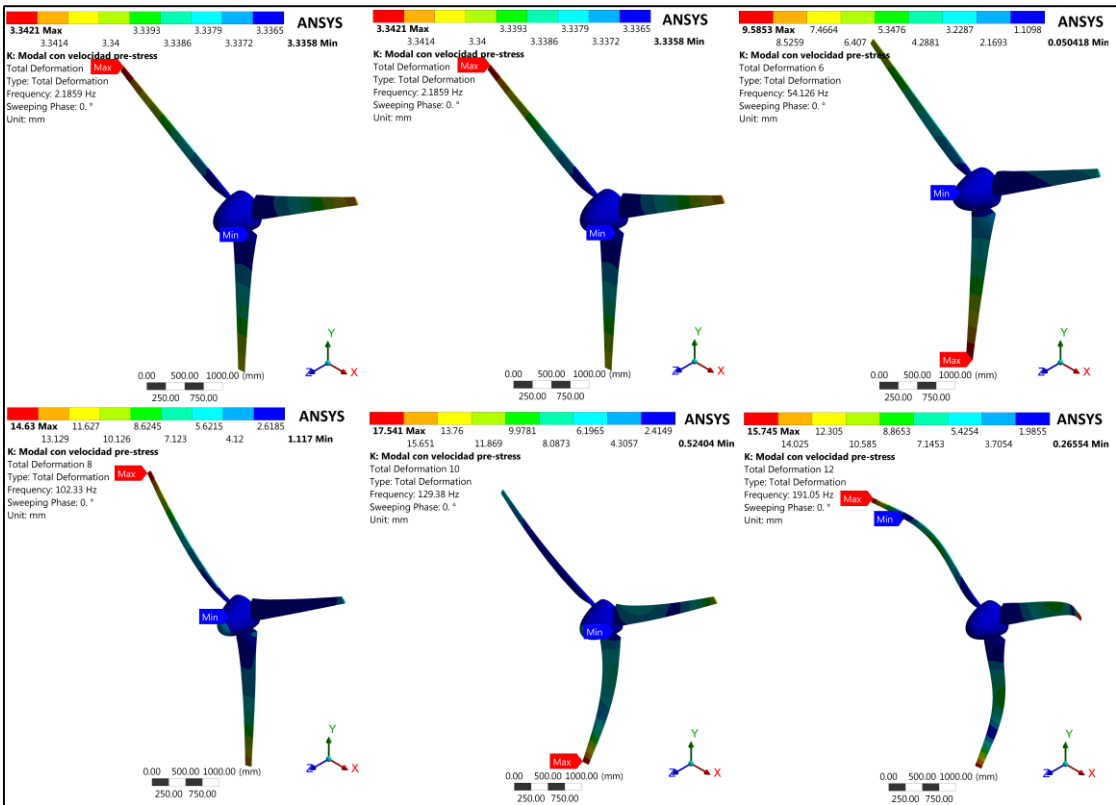 3.3421 Max 3.3393 3.3379 3.3365 ANSYS
3.3414 3.34 3.3386 3.3372 3.3358 Min
K: Modal con velocidad pre-stress
Total Deformation
Type: Total Deformation
Frequency: 2.1859 Hz
Sweeping Phase: 0. °
Unit: mm
Max
Min
Y
Z
X
0.00 500.00 1000.00 (mm)
250.00 750.00
3.3421 Max 3.3393 3.3379 3.3365 ANSYS
3.3414 3.34 3.3386 3.3372 3.3358 Min
K: Modal con velocidad pre-stress
Total Deformation
Type: Total Deformation
Frequency: 2.1859 Hz
Sweeping Phase: 0. °
Unit: mm
Max
Min
Y
Z
X
0.00 500.00 1000.00 (mm)
250.00 750.00
9.5853 Max 7.4664 5.3476 3.2287 1.1098 ANSYS
8.5259 6.407 4.2881 2.1693 0.050418 Min
K: Modal con velocidad pre-stress
Total Deformation 6
Type: Total Deformation
Frequency: 54.126 Hz
Sweeping Phase: 0. °
Unit: mm
Min
Max
Y
Z
X
0.00 500.00 1000.00 (mm)
250.00 750.00
14.63 Max 11.627 8.6245 5.6215 2.6185 ANSYS
13.129 10.126 7.123 4.12 1.117 Min
K: Modal con velocidad pre-stress
Total Deformation 8
Type: Total Deformation
Frequency: 102.33 Hz
Sweeping Phase: 0. °
Unit: mm
Max
Min
Y
Z
X
0.00 500.00 1000.00 (mm)
250.00 750.00
17.541 Max 13.76 9.9781 6.1965 2.4149 ANSYS
15.651 11.869 8.0873 4.3057 0.52404 Min
K: Modal con velocidad pre-stress
Total Deformation 10
Type: Total Deformation
Frequency: 129.38 Hz
Sweeping Phase: 0. °
Unit: mm
Min
Max
Y
Z
X
0.00 500.00 1000.00 (mm)
250.00 750.00
15.745 Max 12.305 8.8653 5.4254 1.9855 ANSYS
14.025 10.585 7.1453 3.7054 0.26554 Min
K: Modal con velocidad pre-stress
Total Deformation 12
Type: Total Deformation
Frequency: 191.05 Hz
Sweeping Phase: 0. °
Unit: mm
Max
Min
Y
Z
X
0.00 500.00 1000.00 (mm)
250.00 750.00